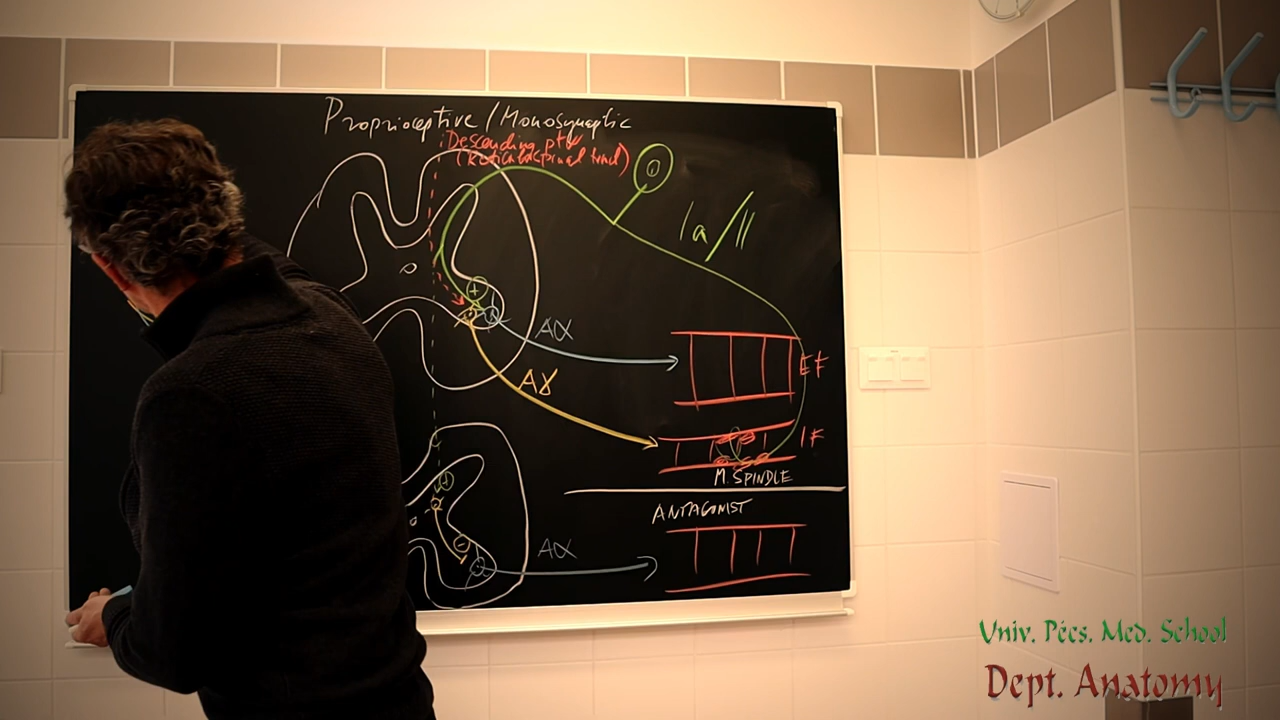 Proprioceptive / Monosynaptic
Descending
(Reticulospinal tract)
Ia/II
+
Aα
EF
Aγ
IF
M. SPINDLE
ANTAGONIST
+
Aα
−
Univ. Pécs. Med. School
Dept. Anatomy